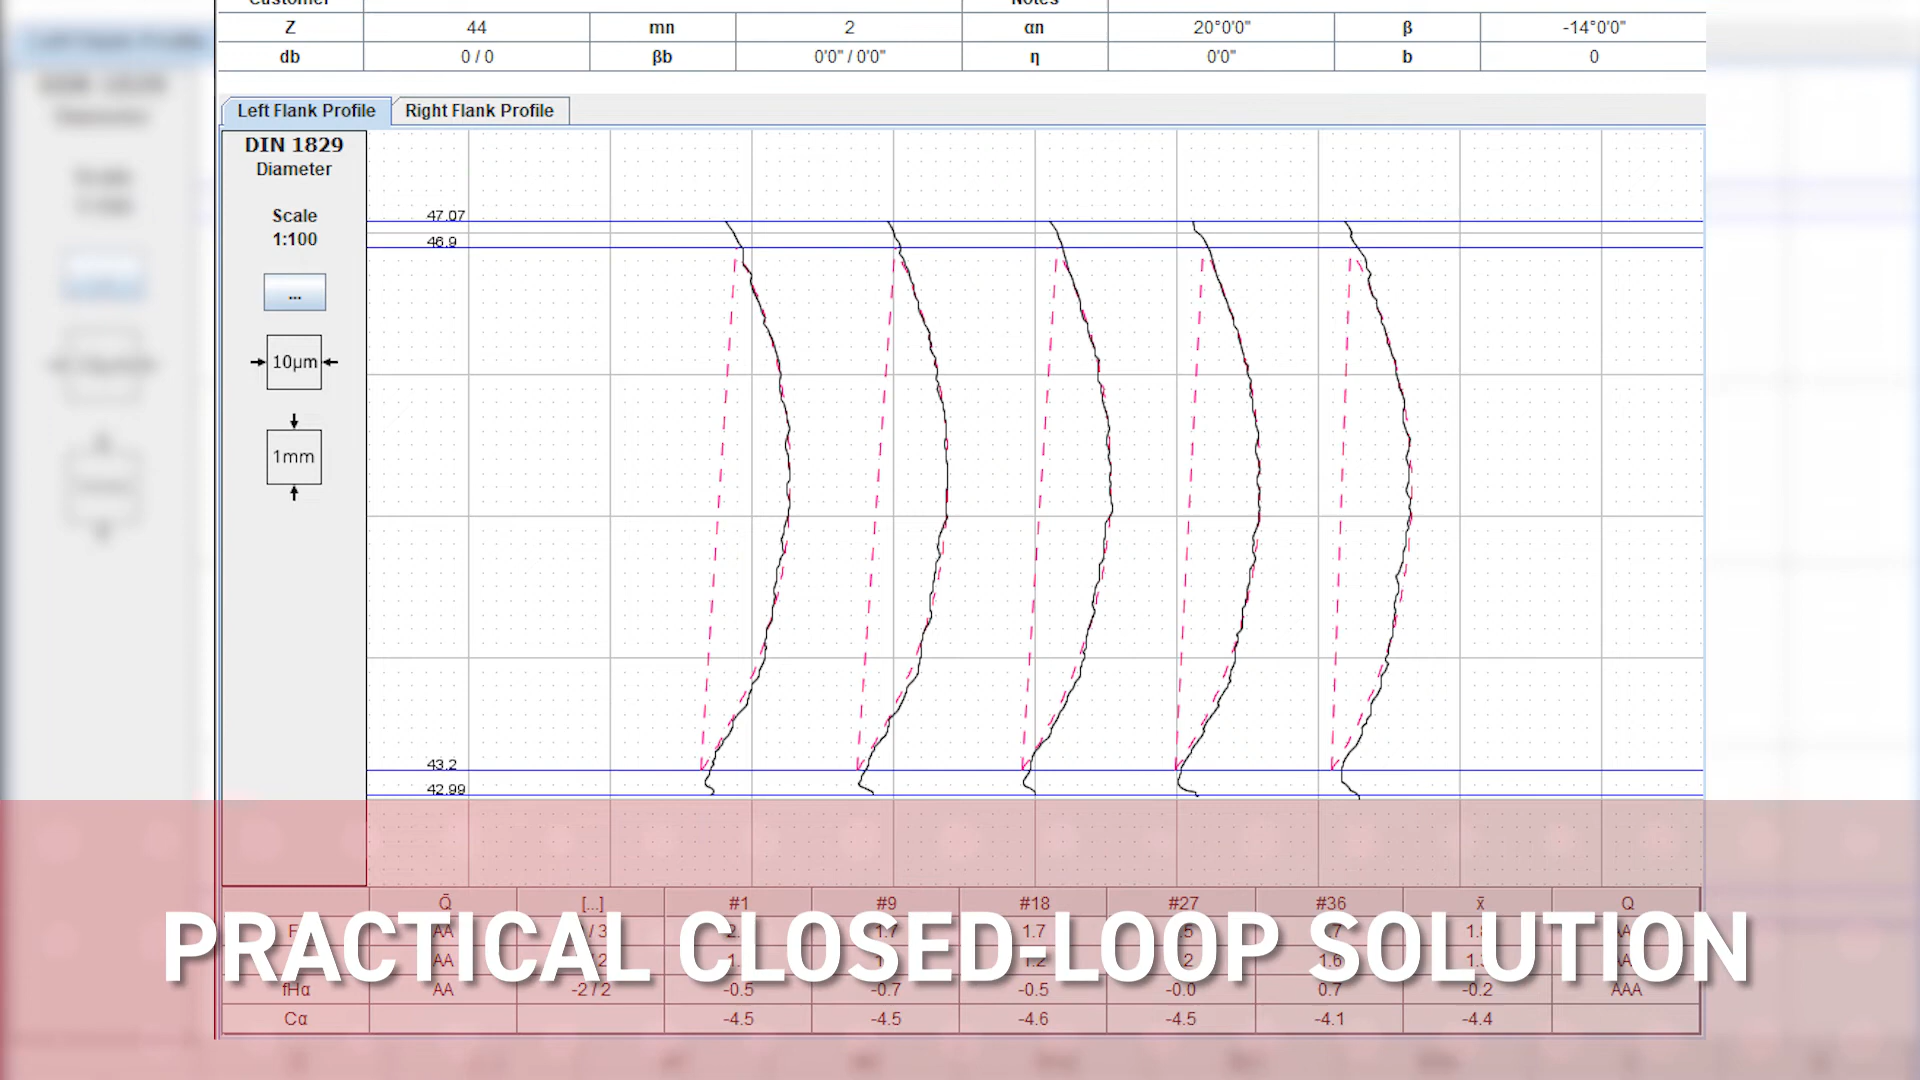 Z 44 mn 2 αn 20°0'0" β -14°0'0"
db 0 / 0 βb 0'0" / 0'0" η 0'0" b 0
Left Flank Profile Right Flank Profile
DIN 1829
Diameter
Scale
1:100
...
10µm
1mm
47.07
46.9
43.2
42.99
Q̄ [...] #1 #9 #18 #27 #36 x̄ Q
AA 1.7 1.7
AA 1.6
fHα AA -2 / 2 -0.5 -0.7 -0.5 -0.0 0.7 -0.2 AAA
Cα -4.5 -4.5 -4.6 -4.5 -4.1 -4.4
PRACTICAL CLOSED-LOOP SOLUTION